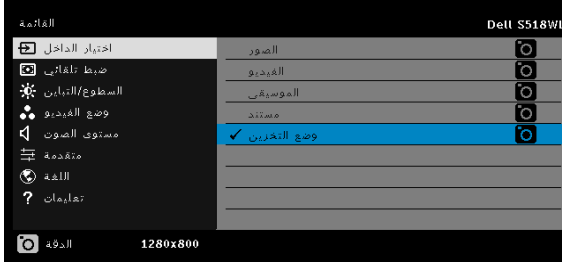 القائمة
Dell S518WL
اختيار الداخل
ضبط تلقائي
السطوع/التباين
وضع الفيديو
مستوى الصوت
متقدمة
اللغة
تعليمات
الصور
الفيديو
الموسيقى
مستند
وضع التخزين
الدقة 1280x800